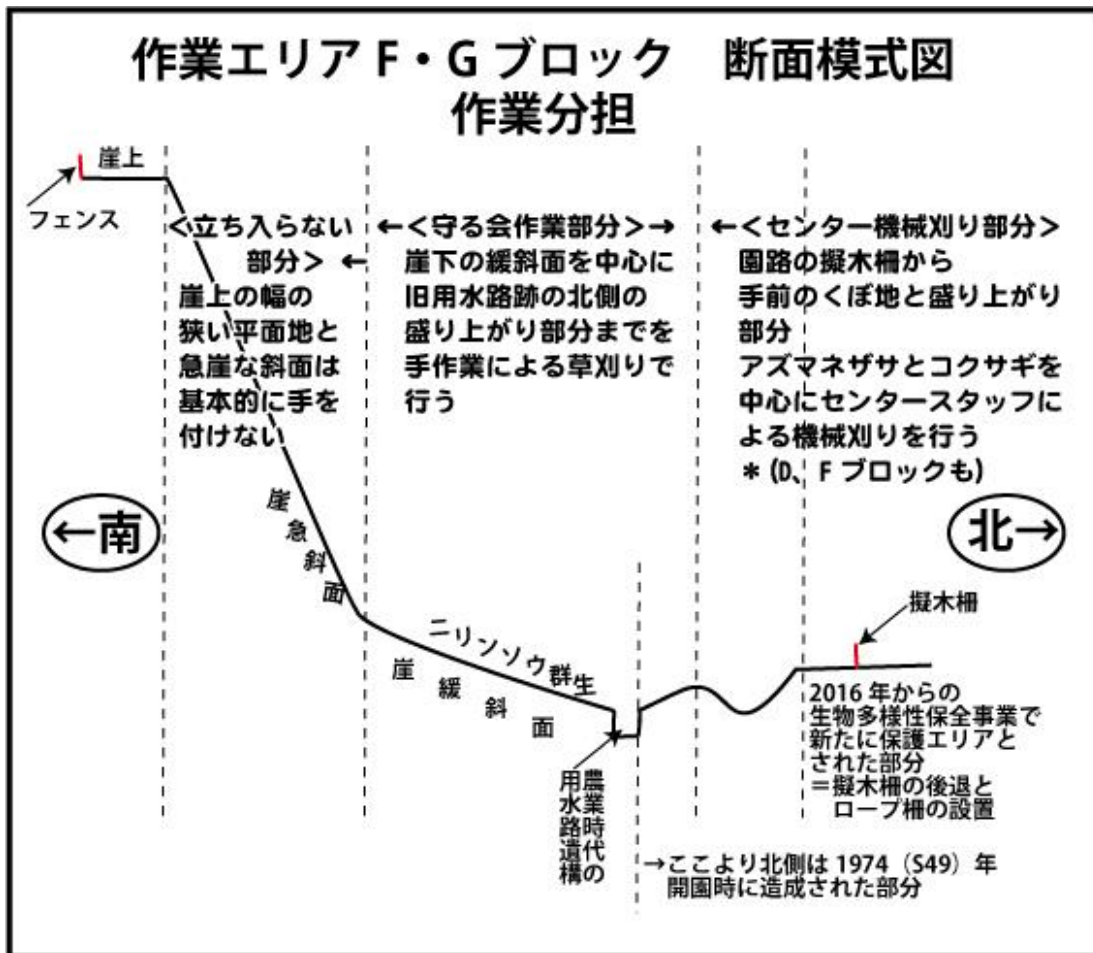 作業エリア F・G ブロック　断面模式図
作業分担
崖上
フェンス
＜立ち入らない
部分＞ ←
崖上の幅の
狭い平面地と
急崖な斜面は
基本的に手を
付けない
←＜守る会作業部分＞→
崖下の緩斜面を中心に
旧用水路跡の北側の
盛り上がり部分までを
手作業による草刈りで
行う
←＜センター機械刈り部分＞
園路の擬木柵から
手前のくぼ地と盛り上がり
部分
アズマネザサとコクサギを
中心にセンタースタッフに
よる機械刈りを行う
＊（D、F ブロックも）
←南
北→
崖急斜面
ニリンソウ群生
崖緩斜面
擬木柵
2016 年からの
生物多様性保全事業で
新たに保護エリアと
された部分
＝擬木柵の後退と
ロープ柵の設置
農業時代の
用水路遺構
→ここより北側は 1974（S49）年
開園時に造成された部分